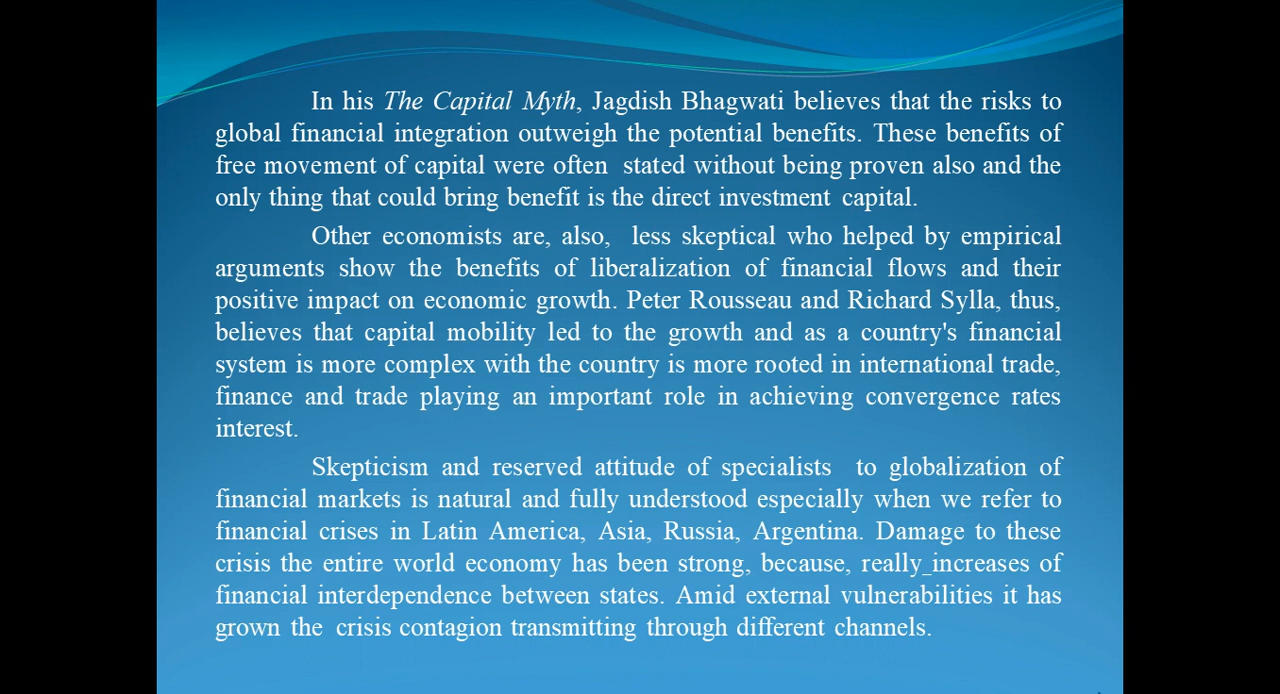 In his The Capital Myth, Jagdish Bhagwati believes that the risks to
global financial integration outweigh the potential benefits. These benefits of
free movement of capital were often  stated without being proven also and the
only thing that could bring benefit is the direct investment  capital.
Other economists are, also,  less skeptical who helped by empirical
arguments show the benefits of liberalization of financial flows and their
positive impact on economic growth. Peter Rousseau and Richard Sylla, thus,
believes that capital mobility led to the growth and as a country's financial
system is more complex with the country is more rooted in international trade,
finance and trade playing an important role in achieving convergence rates
interest.
Skepticism and reserved attitude of specialists  to globalization of
financial markets is natural and fully understood especially when we refer to
financial crises in Latin America, Asia, Russia, Argentina. Damage to these
crisis the entire world economy has been strong, because, really_increases of
financial interdependence between states. Amid external vulnerabilities it has
grown the  crisis contagion transmitting through different channels.